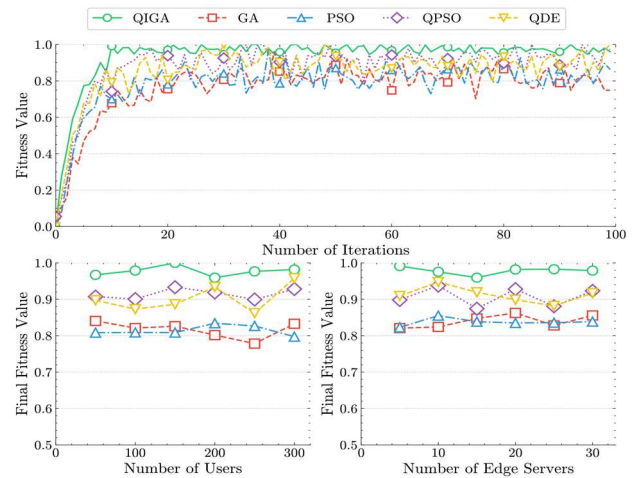 QIGA GA PSO QPSO QDE
1.0
0.8
0.6
0.4
0.2
0.0
Fitness Value
0 20 40 60 80 100
Number of Iterations
1.0
0.9
0.8
0.7
0.6
0.5
Final Fitness Value
0 100 200 300
Number of Users
1.0
0.9
0.8
0.7
0.6
0.5
Final Fitness Value
0 10 20 30
Number of Edge Servers